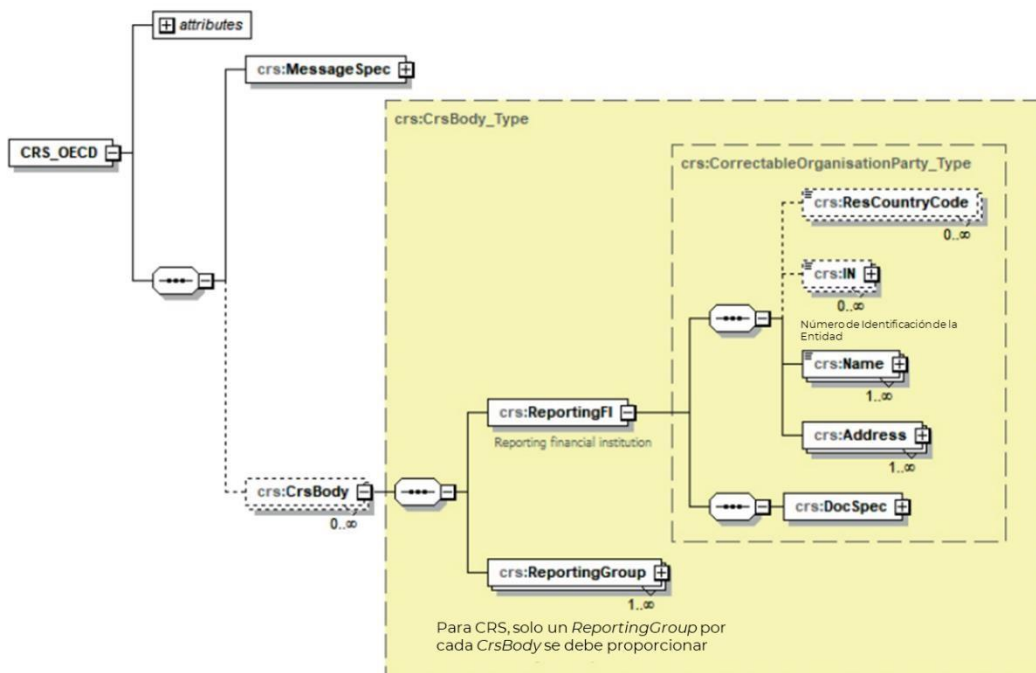 attributes
crs:MessageSpec
crs:CrsBody_Type
CRS_OECD
crs:CorrectableOrganisationParty_Type
crs:ResCountryCode
0..∞
crs:IN
0..∞
Número de Identificación de la
Entidad
crs:Name
1..∞
crs:ReportingFI
Reporting financial institution
crs:Address
1..∞
crs:CrsBody
0..∞
crs:DocSpec
crs:ReportingGroup
1..∞
Para CRS, solo un ReportingGroup por
cada CrsBody se debe proporcionar